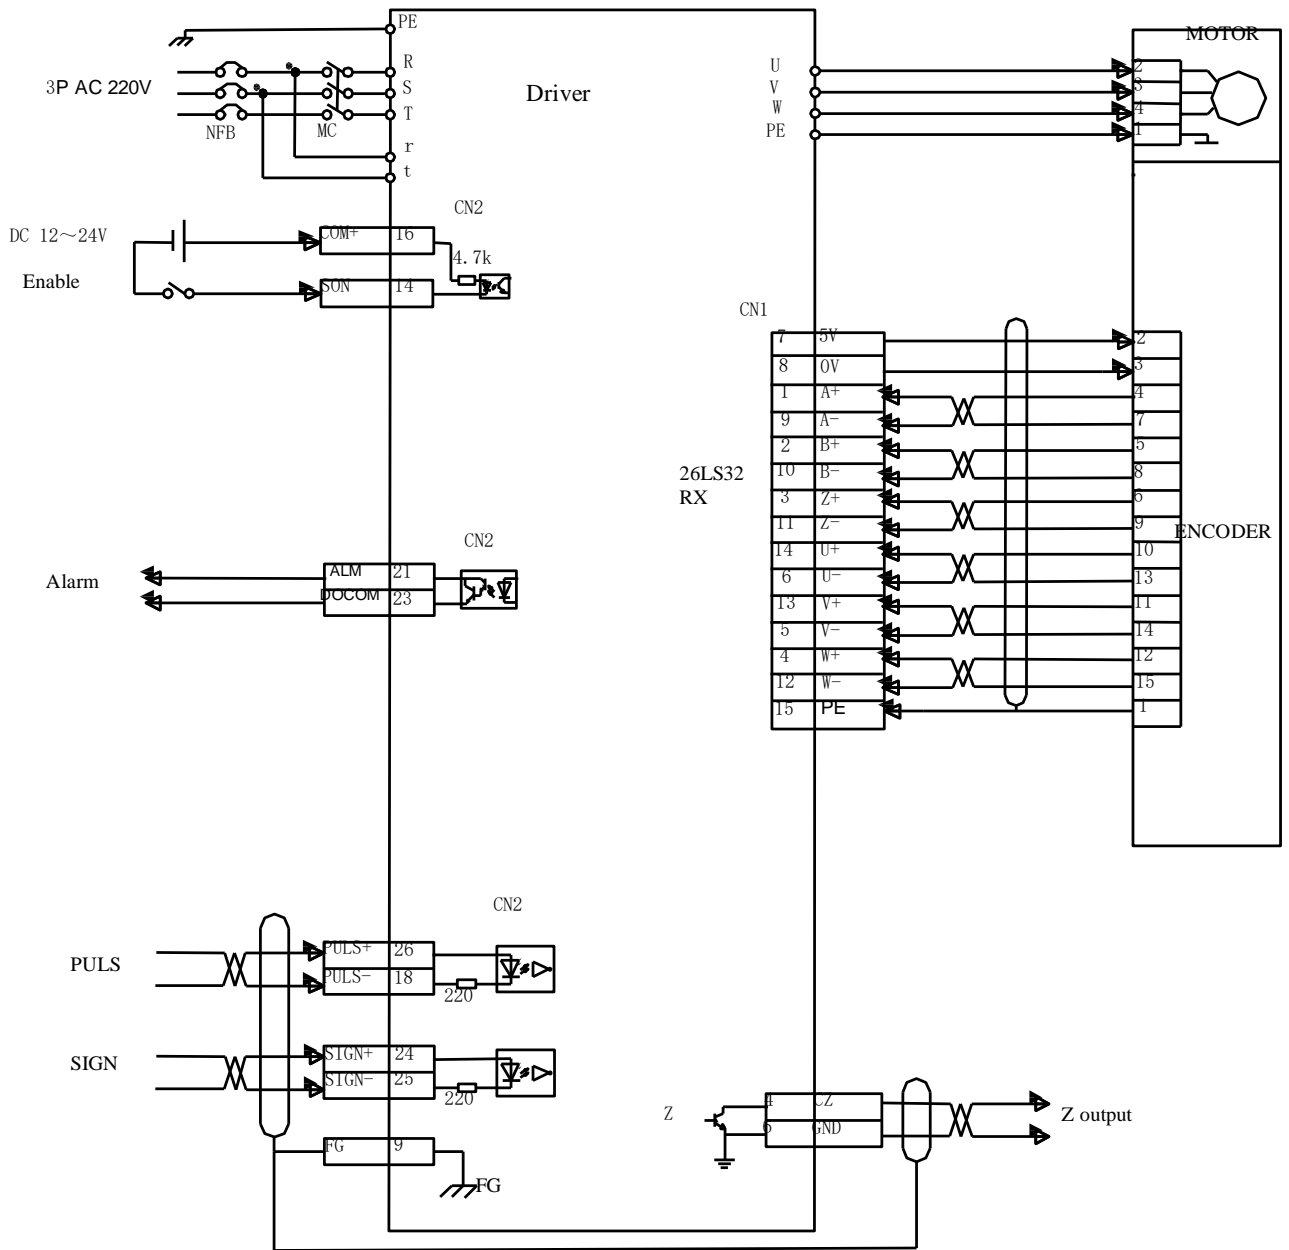 PE
MOTOR
R
3P AC 220V
S
Driver
T
NFB
MC
r
t
U
V
W
PE
2
3
4
1
CN2
DC 12～24V
COM+ 16
4.7k
Enable
SON 14
CN1
7 5V 2
8 0V 3
1 A+ 4
9 A- 7
2 B+ 5
10 B- 8
26LS32
RX
3 Z+ 6
11 Z- 9
ENCODER
14 U+ 10
6 U- 13
13 V+ 11
5 V- 14
4 W+ 12
12 W- 15
15 PE 1
CN2
Alarm
ALM 21
DOCOM 23
CN2
PULS
PULS+ 26
PULS- 18
220
SIGN
SIGN+ 24
SIGN- 25
220
FG 9
FG
Z
4 CZ
6 GND
Z output